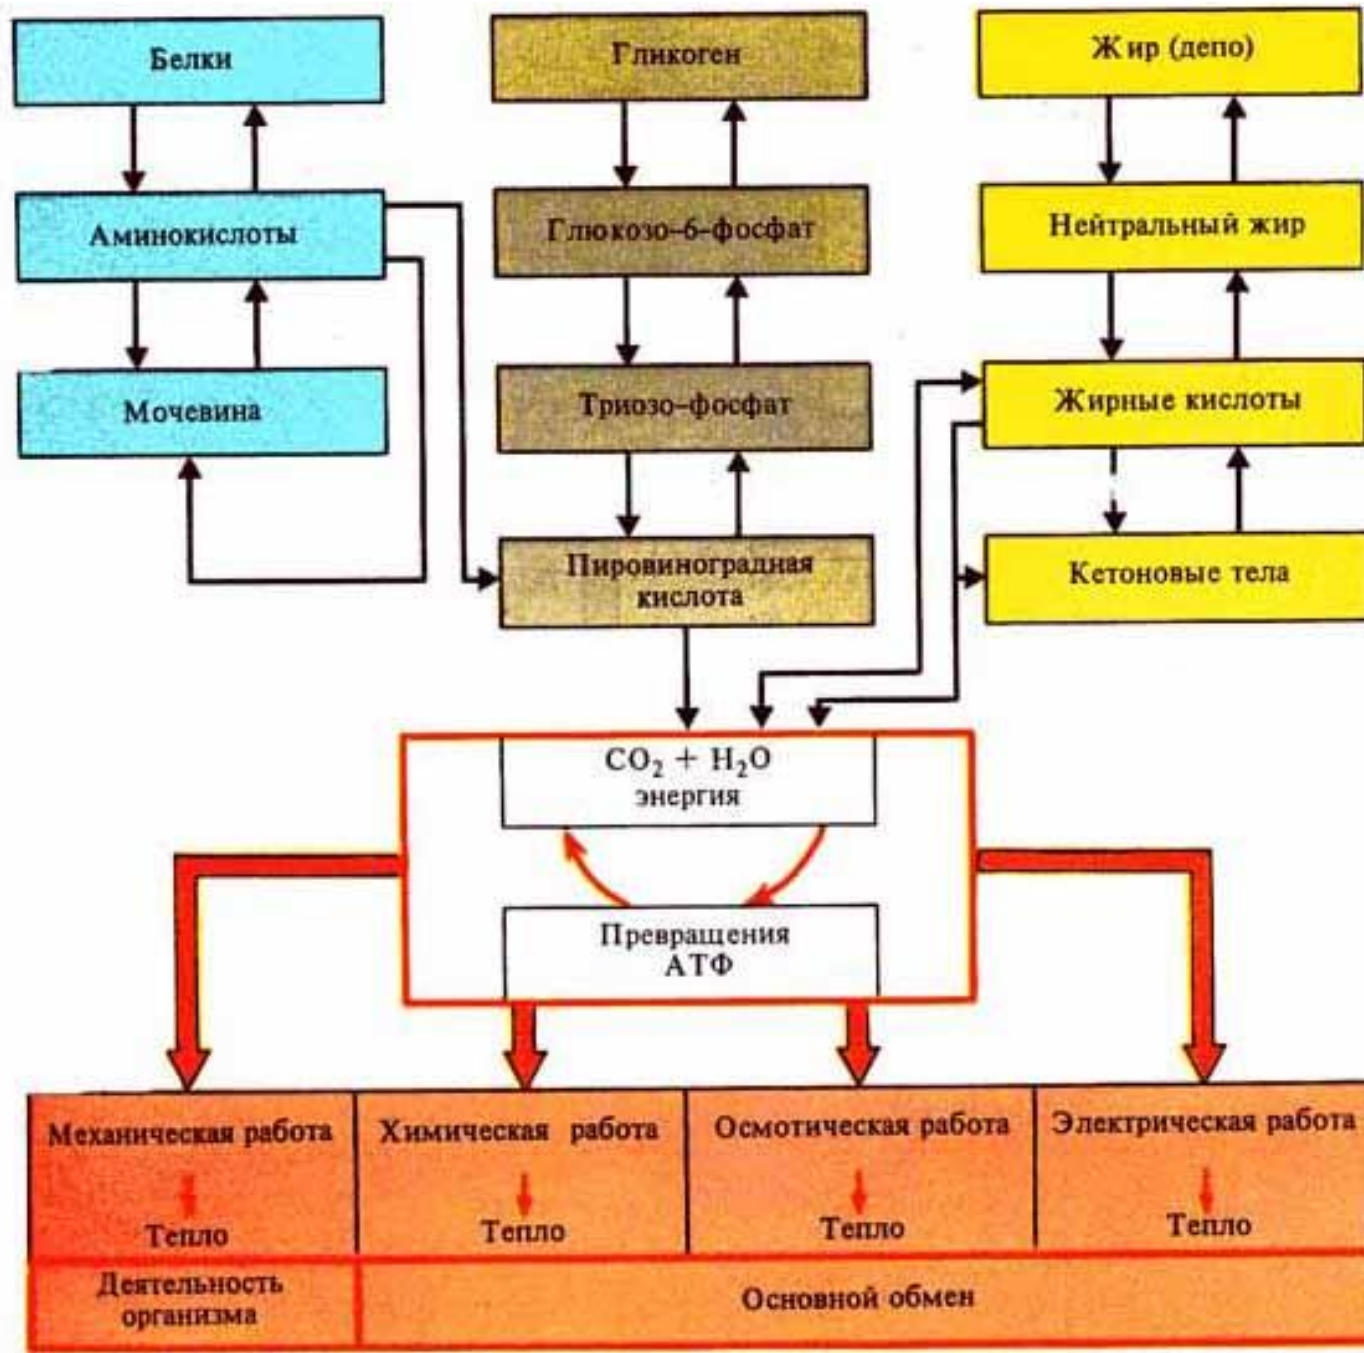 Белки
Гликоген
Жир (депо)
Аминокислоты
Глюкозо-6-фосфат
Нейтральный жир
Мочевина
Триозо-фосфат
Жирные кислоты
Пировиноградная
кислота
Кетоновые тела
CO₂ + H₂O
энергия
Превращения
АТФ
Механическая работа
Химическая работа
Осмотическая работа
Электрическая работа
Тепло
Тепло
Тепло
Тепло
Деятельность
организма
Основной обмен